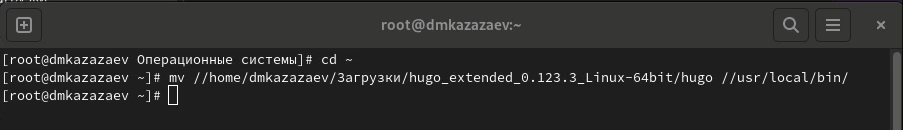 root@dmkazazaev:~
[root@dmkazazaev Операционные системы]# cd ~
[root@dmkazazaev ~]# mv //home/dmkazazaev/Загрузки/hugo_extended_0.123.3_Linux-64bit/hugo //usr/local/bin/
[root@dmkazazaev ~]#